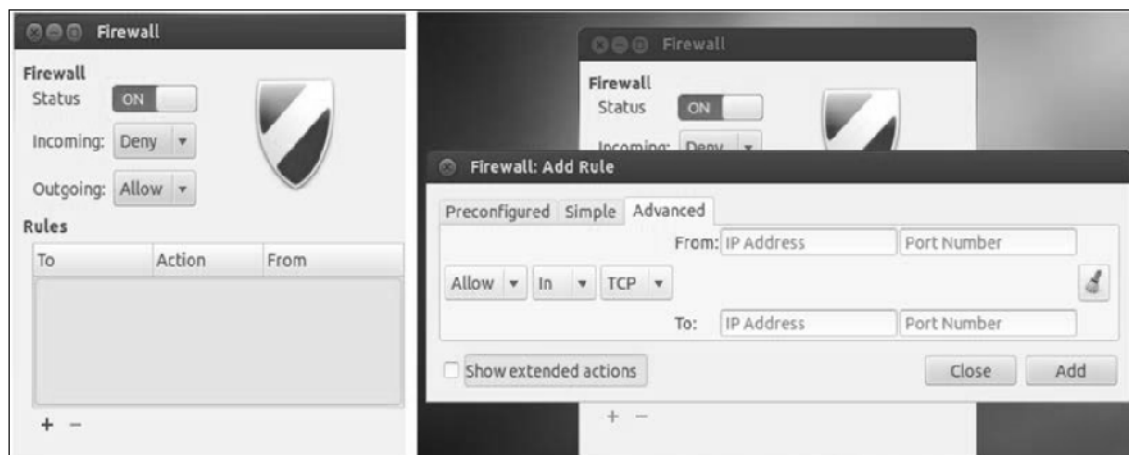 Firewall
Firewall
Status ON
Incoming: Deny
Outgoing: Allow
Rules
To Action From
+ −
Firewall
Firewall
Status ON
Incoming: Deny
Firewall: Add Rule
Preconfigured Simple Advanced
From: IP Address Port Number
Allow In TCP
To: IP Address Port Number
Show extended actions Close Add
+ −